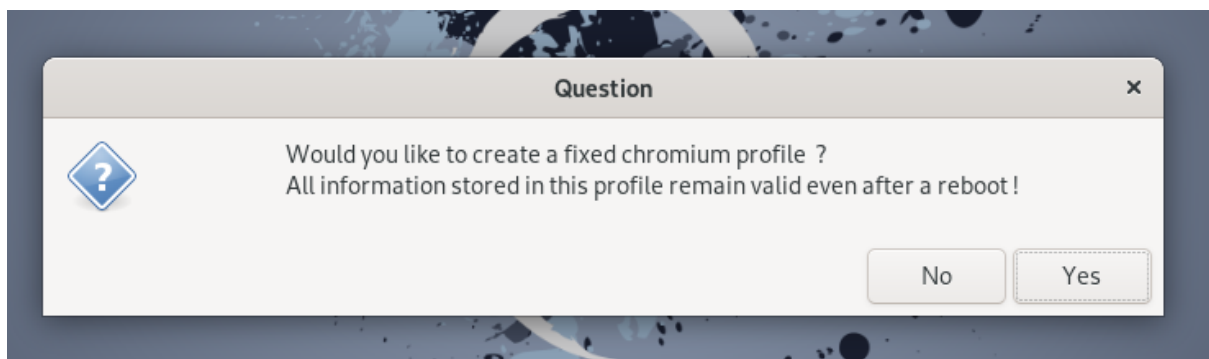 Question
Would you like to create a fixed chromium profile  ?
All information stored in this profile remain valid even after a reboot !
No
Yes